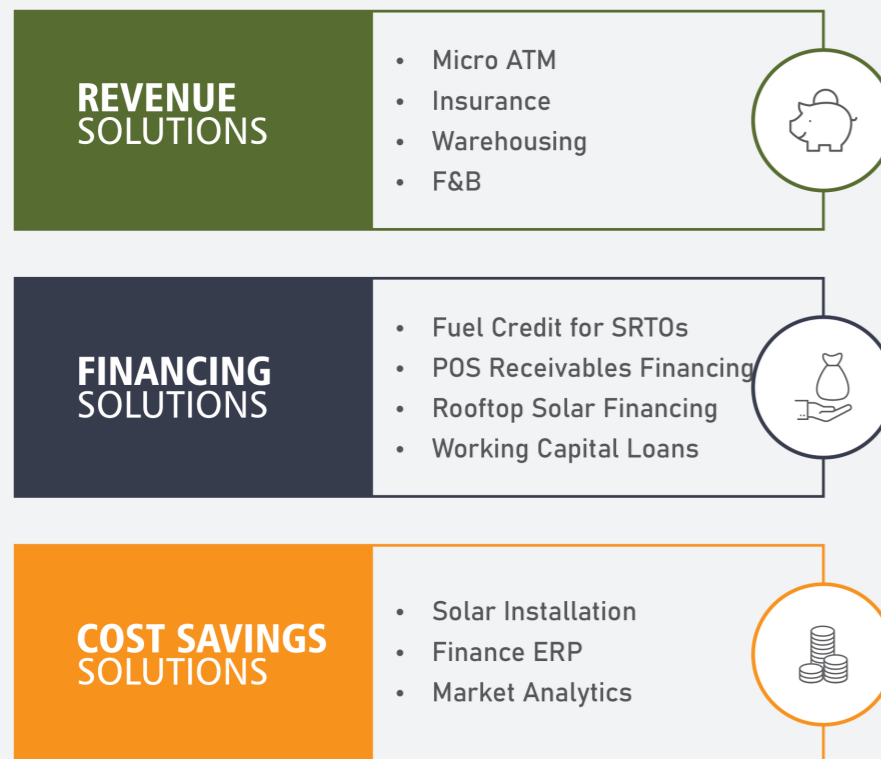 REVENUE
SOLUTIONS
• Micro ATM
• Insurance
• Warehousing
• F&B
FINANCING
SOLUTIONS
• Fuel Credit for SRTOs
• POS Receivables Financing
• Rooftop Solar Financing
• Working Capital Loans
COST SAVINGS
SOLUTIONS
• Solar Installation
• Finance ERP
• Market Analytics